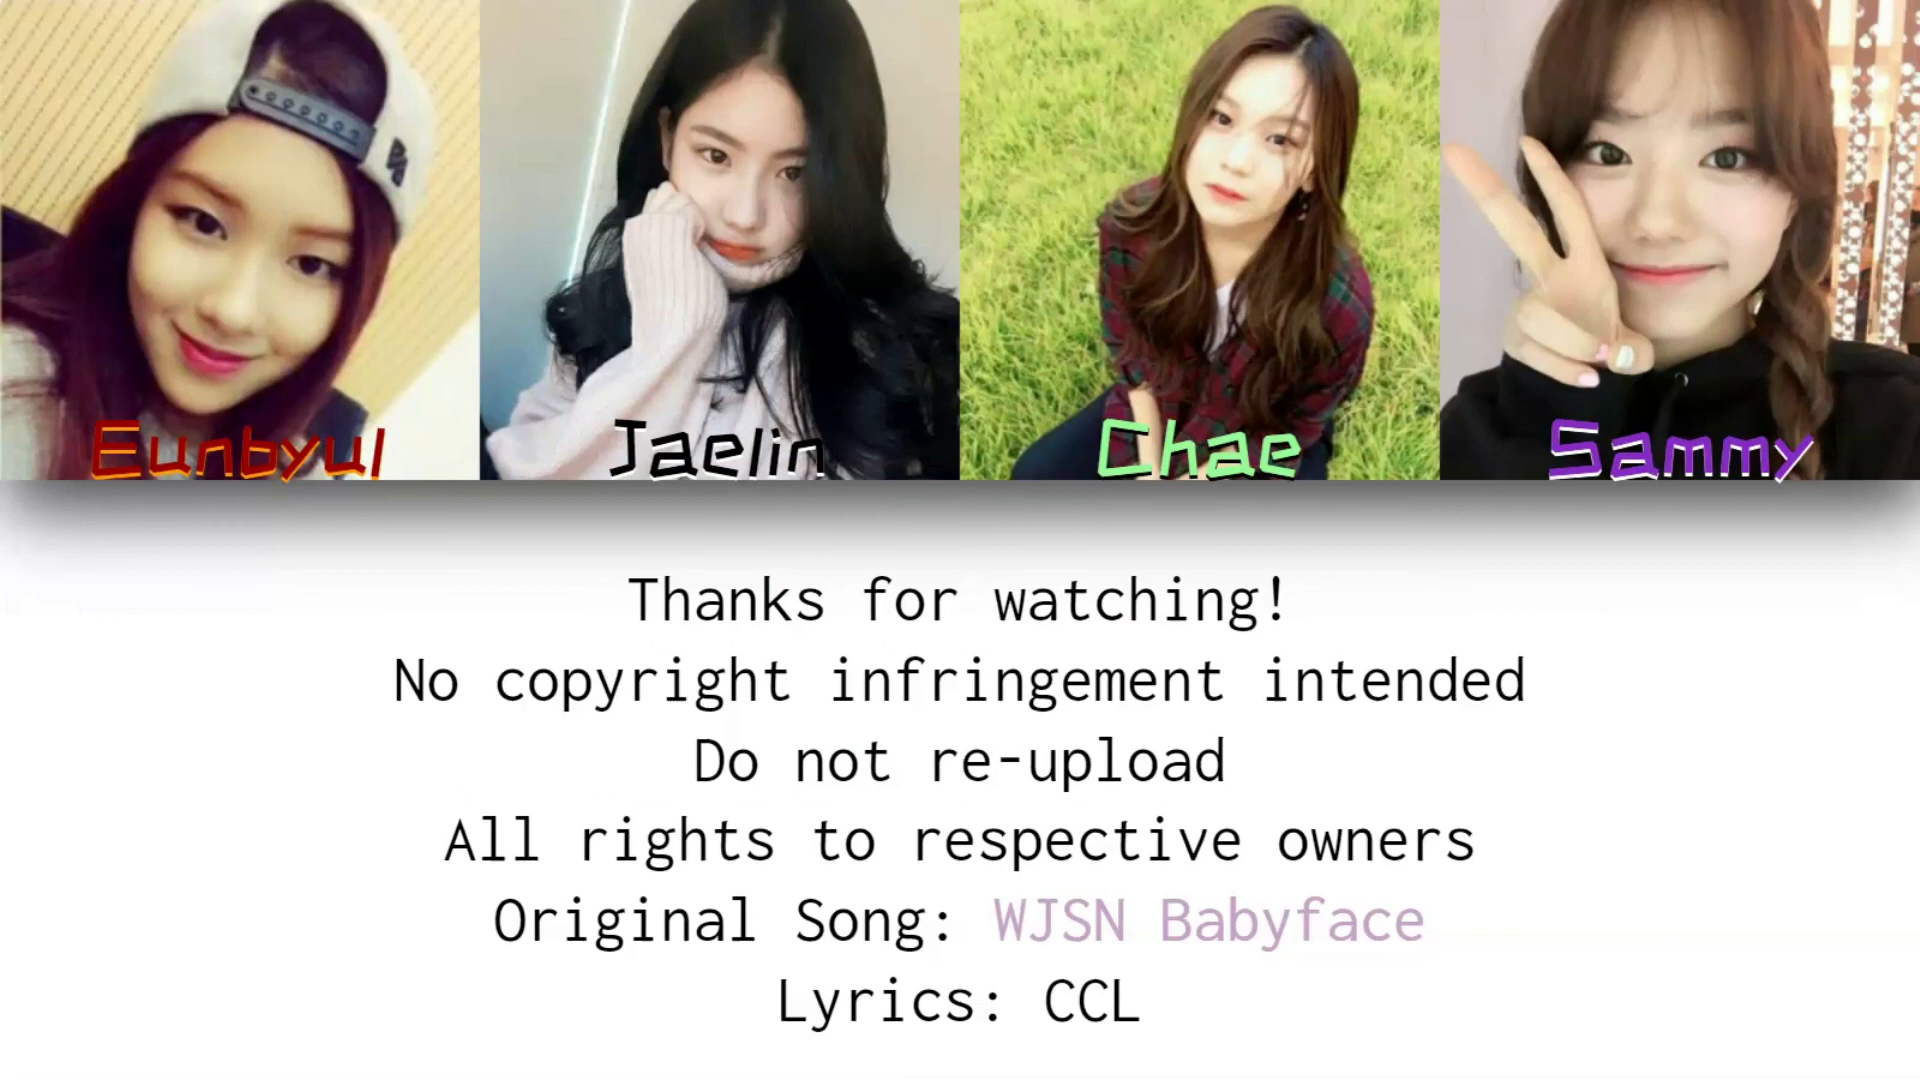 Eunbyul
Jaelin
Chae
Sammy
Thanks for watching!
No copyright infringement intended
Do not re-upload
All rights to respective owners
Original Song: WJSN Babyface
Lyrics: CCL